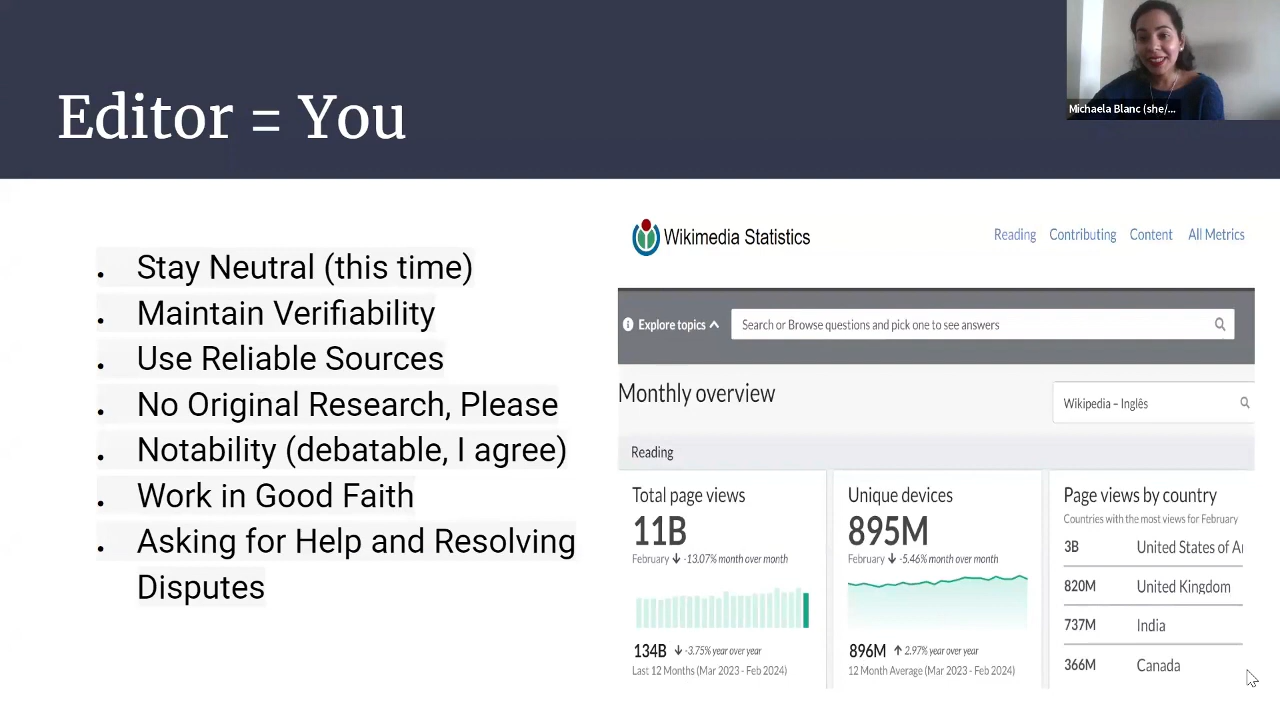 Michaela Blanc (she/...
Editor = You
Stay Neutral (this time)
Maintain Verifiability
Use Reliable Sources
No Original Research, Please
Notability (debatable, I agree)
Work in Good Faith
Asking for Help and Resolving
Disputes
Wikimedia Statistics
Reading Contributing Content All Metrics
Explore topics
Search or Browse questions and pick one to see answers
Monthly overview
Wikipedia – Inglês
Reading
Total page views
11B
February ↓ -13.07% month over month
134B ↓ -3.75% year over year
Last 12 Months (Mar 2023 - Feb 2024)
Unique devices
895M
February ↓ -5.46% month over month
896M ↑ 2.97% year over year
12 Month Average (Mar 2023 - Feb 2024)
Page views by country
Countries with the most views for February
3B United States of Ar
820M United Kingdom
737M India
366M Canada